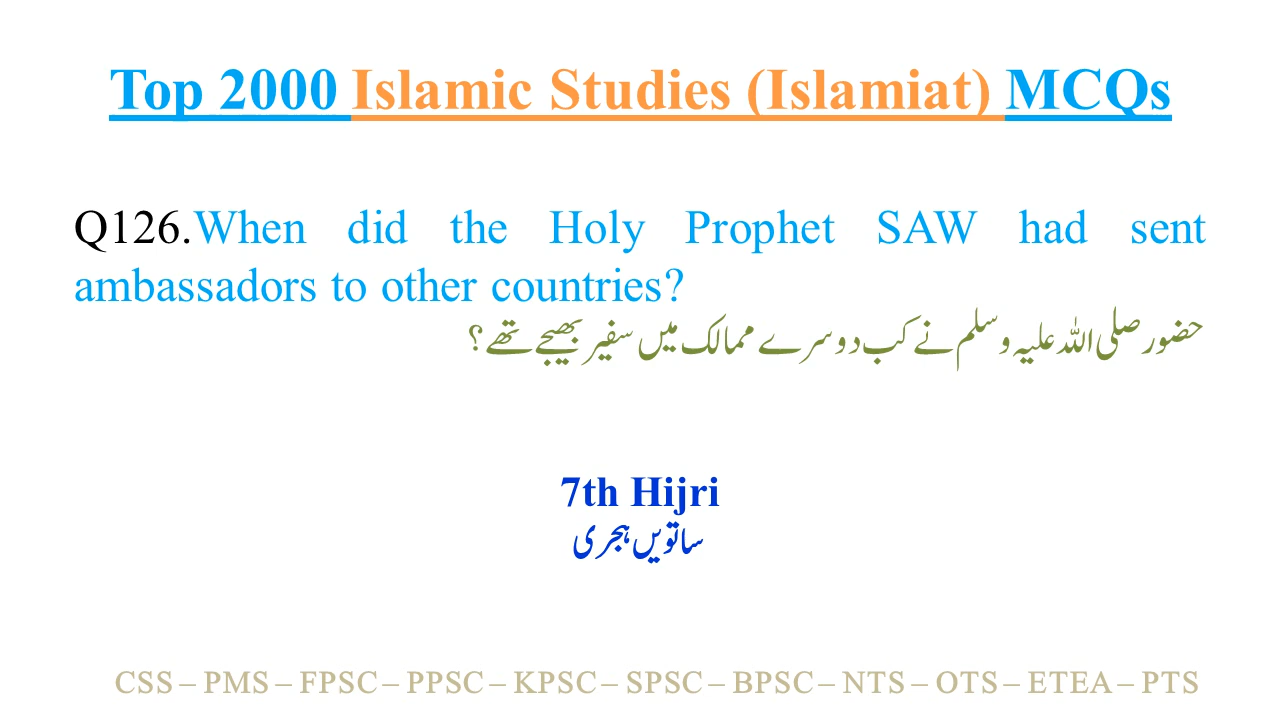 Top 2000 Islamic Studies (Islamiat) MCQs
Q126.When did the Holy Prophet SAW had sent
ambassadors to other countries?
حضور صلی اللہ علیہ وسلم نے کب دوسرے ممالک میں سفیر بھیجے تھے؟
7th Hijri
ساتویں ہجری
CSS – PMS – FPSC – PPSC – KPSC – SPSC – BPSC – NTS – OTS – ETEA – PTS